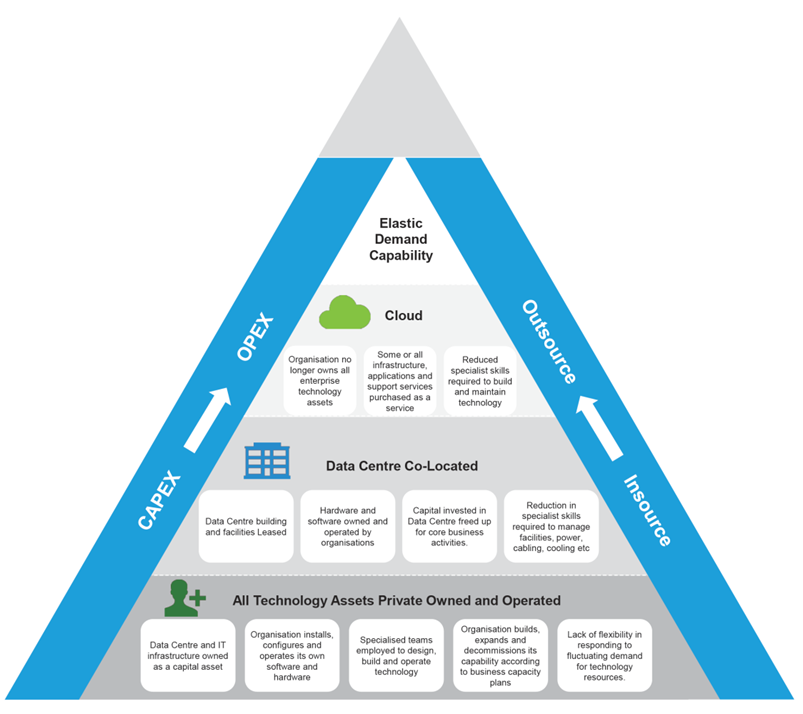 Elastic
Demand
Capability
Cloud
Organisation no
longer owns all
enterprise
technology
assets
Some or all
infrastructure,
applications and
support services
purchased as a
service
Reduced
specialist skills
required to build
and maintain
technology
OPEX
CAPEX
Outsource
Insource
Data Centre Co-Located
Data Centre building
and facilities Leased
Hardware and
software owned and
operated by
organisations
Capital invested in
Data Centre freed up
for core business
activities.
Reduction in
specialist skills
required to manage
facilities, power,
cabling, cooling etc
All Technology Assets Private Owned and Operated
Data Centre and IT
infrastructure owned
as a capital asset
Organisation installs,
configures and
operates its own
software and
hardware
Specialised teams
employed to design,
build and operate
technology
Organisation builds,
expands and
decommissions its
capability according
to business capacity
plans
Lack of flexibility in
responding to
fluctuating demand
for technology
resources.